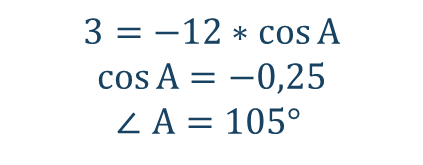 3 = −12 * cos A
cos A = −0,25
∠ A = 105°